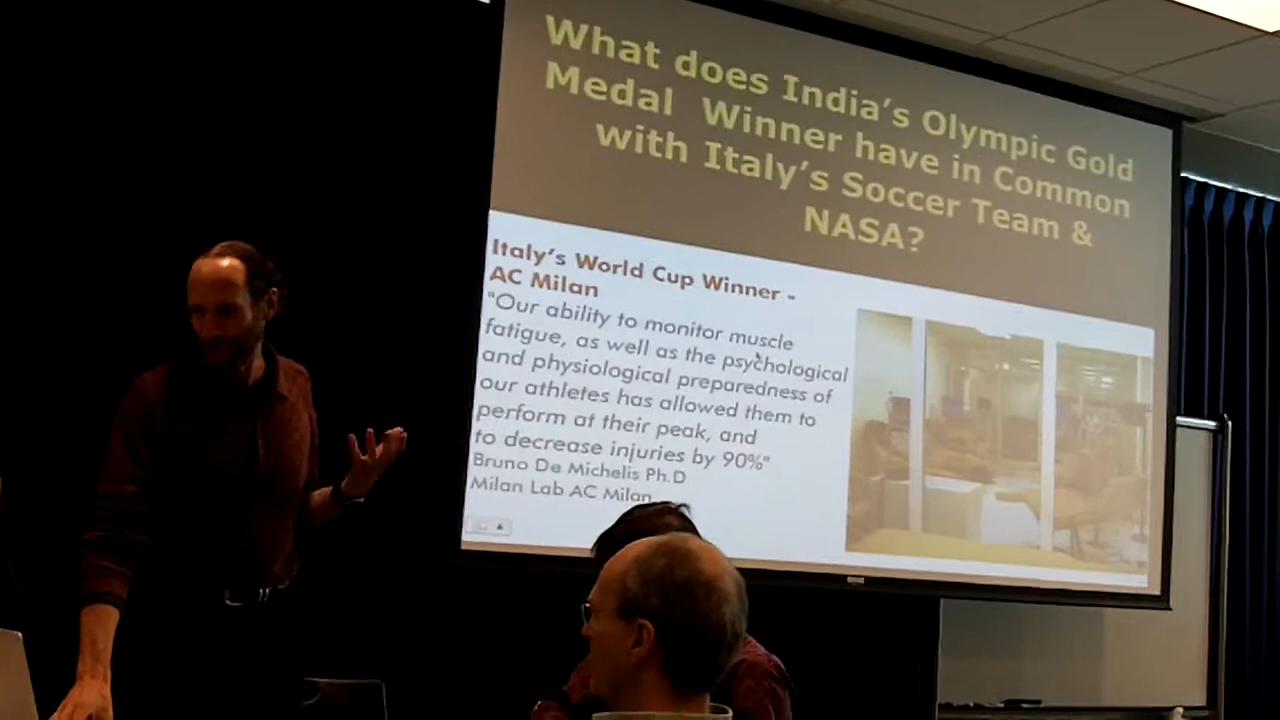 What does India's Olympic Gold
Medal Winner have in Common
with Italy's Soccer Team &
NASA?
Italy's World Cup Winner -
AC Milan
"Our ability to monitor muscle
fatigue, as well as the psychological
and physiological preparedness of
our athletes has allowed them to
perform at their peak, and
to decrease injuries by 90%"
Bruno De Michelis Ph.D
Milan Lab AC Milan